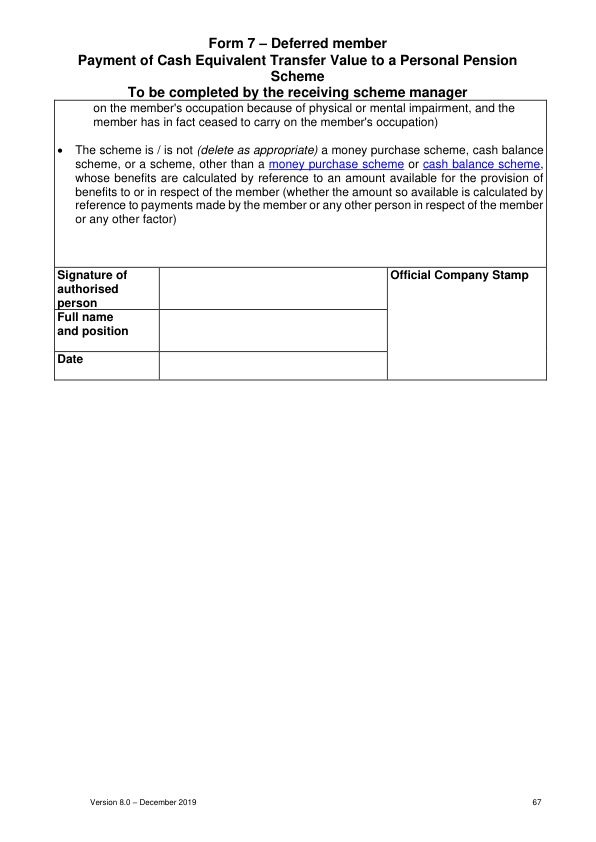 Form 7 – Deferred member
Payment of Cash Equivalent Transfer Value to a Personal Pension
Scheme
To be completed by the receiving scheme manager
on the member's occupation because of physical or mental impairment, and the
member has in fact ceased to carry on the member's occupation)
• The scheme is / is not (delete as appropriate) a money purchase scheme, cash balance
scheme, or a scheme, other than a money purchase scheme or cash balance scheme,
whose benefits are calculated by reference to an amount available for the provision of
benefits to or in respect of the member (whether the amount so available is calculated by
reference to payments made by the member or any other person in respect of the member
or any other factor)
Signature of
authorised
person
Official Company Stamp
Full name
and position
Date
Version 8.0 – December 2019
67